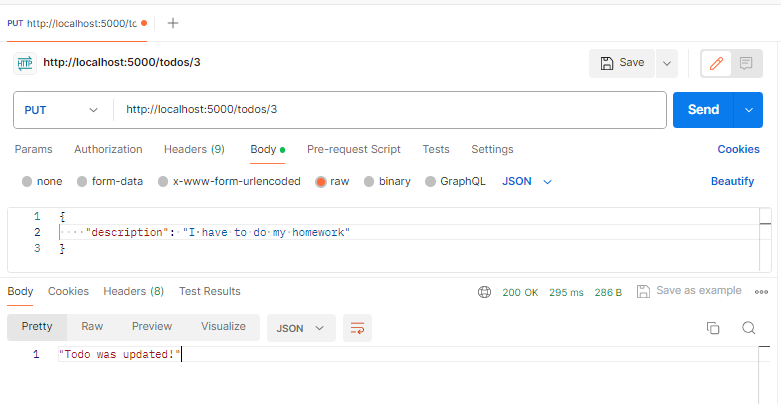 PUT http://localhost:5000/to
http://localhost:5000/todos/3
Save
PUT http://localhost:5000/todos/3 Send
Params Authorization Headers (9) Body Pre-request Script Tests Settings Cookies
none form-data x-www-form-urlencoded raw binary GraphQL JSON Beautify
1 {
2 ····"description":·"I·have·to·do·my·homework"
3 }
Body Cookies Headers (8) Test Results 200 OK 295 ms 286 B Save as example
Pretty Raw Preview Visualize JSON
1 "Todo was updated!"